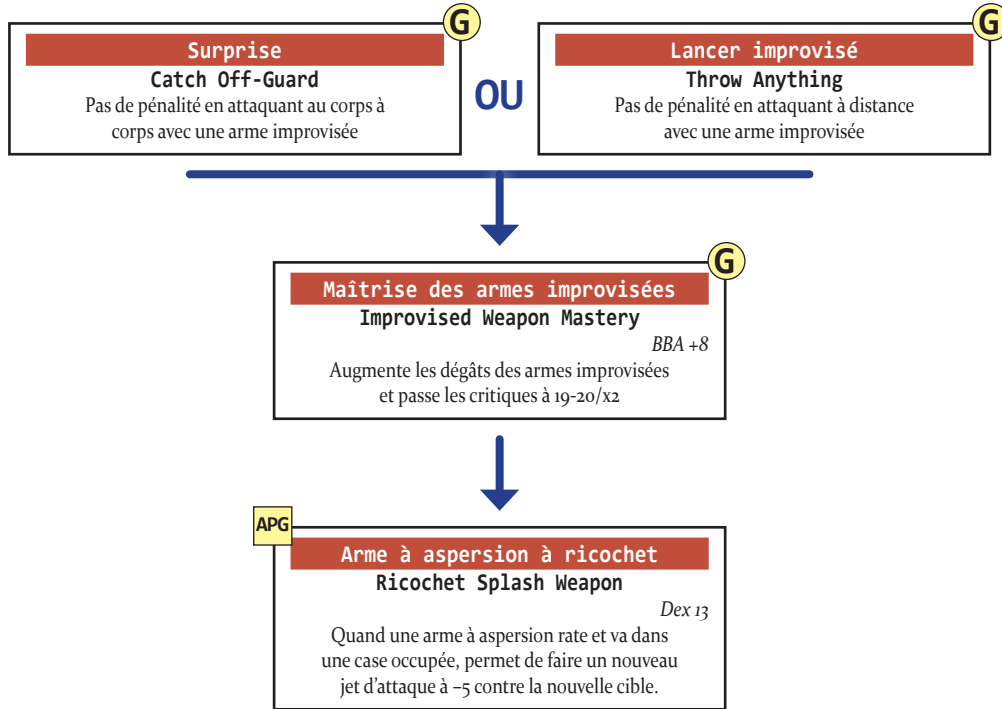 G
Surprise
Catch Off-Guard
Pas de pénalité en attaquant au corps à
corps avec une arme improvisée
OU
G
Lancer improvisé
Throw Anything
Pas de pénalité en attaquant à distance
avec une arme improvisée
G
Maîtrise des armes improvisées
Improvised Weapon Mastery
BBA +8
Augmente les dégâts des armes improvisées
et passe les critiques à 19-20/x2
APG
Arme à aspersion à ricochet
Ricochet Splash Weapon
Dex 13
Quand une arme à aspersion rate et va dans
une case occupée, permet de faire un nouveau
jet d'attaque à –5 contre la nouvelle cible.